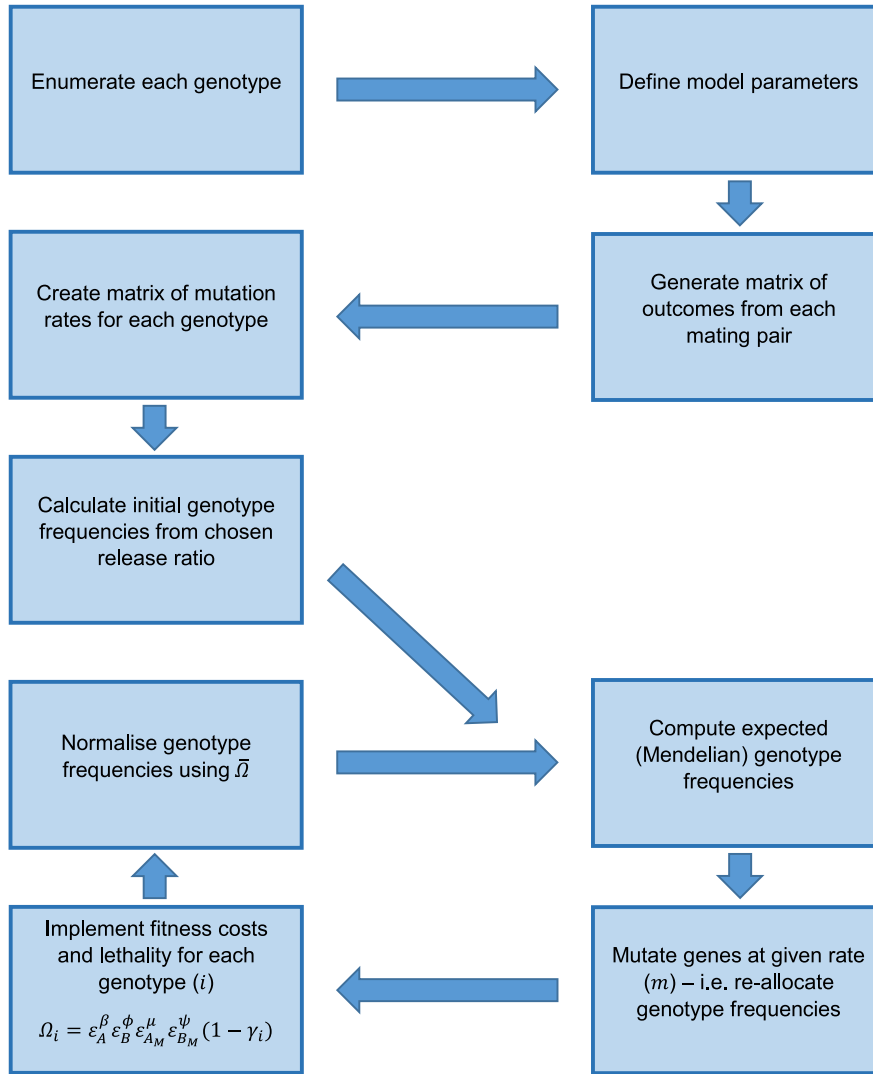 Enumerate each genotype
Define model parameters
Create matrix of mutation
rates for each genotype
Generate matrix of
outcomes from each
mating pair
Calculate initial genotype
frequencies from chosen
release ratio
Normalise genotype
frequencies using Ω̅
Compute expected
(Mendelian) genotype
frequencies
Implement fitness costs
and lethality for each
genotype (i)
Ω_i = ε_A^β ε_B^ϕ ε_{A_M}^μ ε_{B_M}^ψ (1 − γ_i)
Mutate genes at given rate
(m) – i.e. re-allocate
genotype frequencies